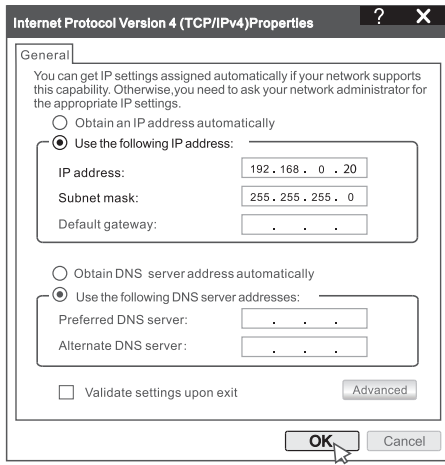 Internet Protocol Version 4 (TCP/IPv4)Properties ? X
General
You can get IP settings assigned automatically if your network supports
this capability. Otherwise,you need to ask your network administrator for
the appropriate IP settings.
Obtain an IP address automatically
Use the following IP address:
IP address: 192 . 168 . 0 . 20
Subnet mask: 255 . 255 . 255 . 0
Default gateway: . . .
Obtain DNS server address automatically
Use the following DNS server addresses:
Preferred DNS server: . . .
Alternate DNS server: . . .
Validate settings upon exit Advanced
OK Cancel